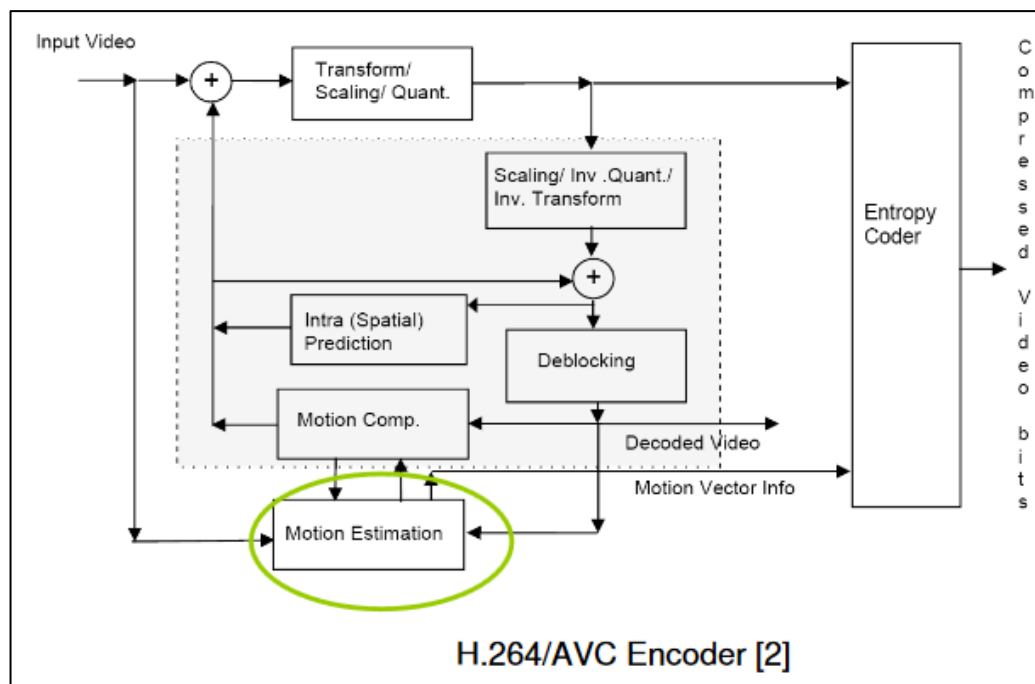 Input Video
+
Transform/
Scaling/ Quant.
Scaling/ Inv .Quant./
Inv. Transform
+
Intra (Spatial)
Prediction
Deblocking
Motion Comp.
Decoded Video
Motion Vector Info
Motion Estimation
Entropy
Coder
Compressed Video bits
H.264/AVC Encoder [2]